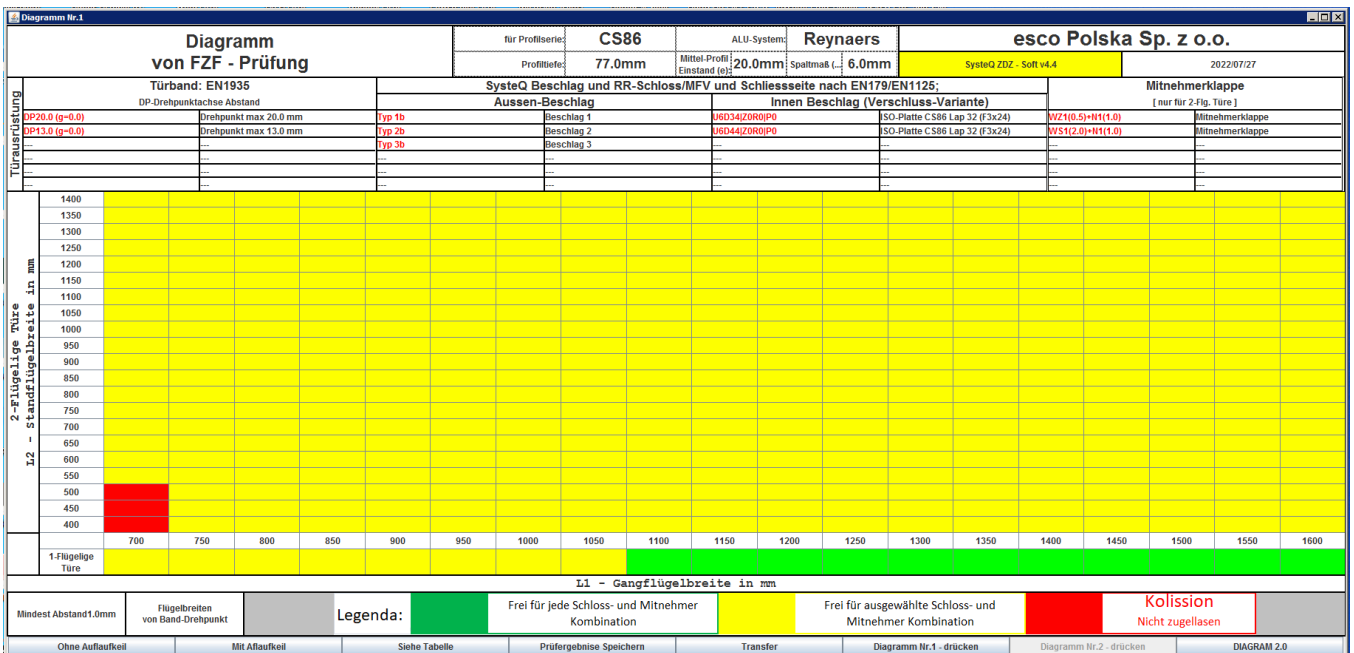 Diagramm Nr.1
Diagramm
von FZF - Prüfung
für Profilserie:
CS86
ALU-System:
Reynaers
esco Polska Sp. z o.o.
Profiltiefe:
77.0mm
Mittel-Profil
Einstand (e):
20.0mm
Spaltmaß (...
6.0mm
SysteQ ZDZ - Soft v4.4
2022/07/27
Türausrüstung
Türband: EN1935
DP-Drehpunktachse Abstand
SysteQ Beschlag und RR-Schloss/MFV und Schliessseite nach EN179/EN1125;
Aussen-Beschlag
Innen Beschlag (Verschluss-Variante)
Mitnehmerklappe
[ nur für 2-Flg. Türe ]
DP20.0 (g=0.0) Drehpunkt max 20.0 mm Typ 1b Beschlag 1 U6D34|Z0R0|P0 ISO-Platte CS86 Lap 32 (F3x24) WZ1(0.5)+N1(1.0) Mitnehmerklappe
DP13.0 (g=0.0) Drehpunkt max 13.0 mm Typ 2b Beschlag 2 U6D44|Z0R0|P0 ISO-Platte CS86 Lap 32 (F3x24) WS1(2.0)+N1(1.0) Mitnehmerklappe
--- --- Typ 3b Beschlag 3 --- --- --- ---
--- --- --- --- --- --- --- ---
--- --- --- --- --- --- --- ---
--- --- --- --- --- --- --- ---
2-Flügelige Türe
L2 - Standflügelbreite in mm
1400
1350
1300
1250
1200
1150
1100
1050
1000
950
900
850
800
750
700
650
600
550
500
450
400
700 750 800 850 900 950 1000 1050 1100 1150 1200 1250 1300 1350 1400 1450 1500 1550 1600
1-Flügelige
Türe
L1 - Gangflügelbreite in mm
Mindest Abstand1.0mm
Flügelbreiten
von Band-Drehpunkt
Legenda:
Frei für jede Schloss- und Mitnehmer
Kombination
Frei für ausgewählte Schloss- und
Mitnehmer Kombination
Kolission
Nicht zugellasen
Ohne Auflaufkeil
Mit Aflaufkeil
Siehe Tabelle
Prüfergebnise Speichern
Transfer
Diagramm Nr.1 - drücken
Diagramm Nr.2 - drücken
DIAGRAM 2.0